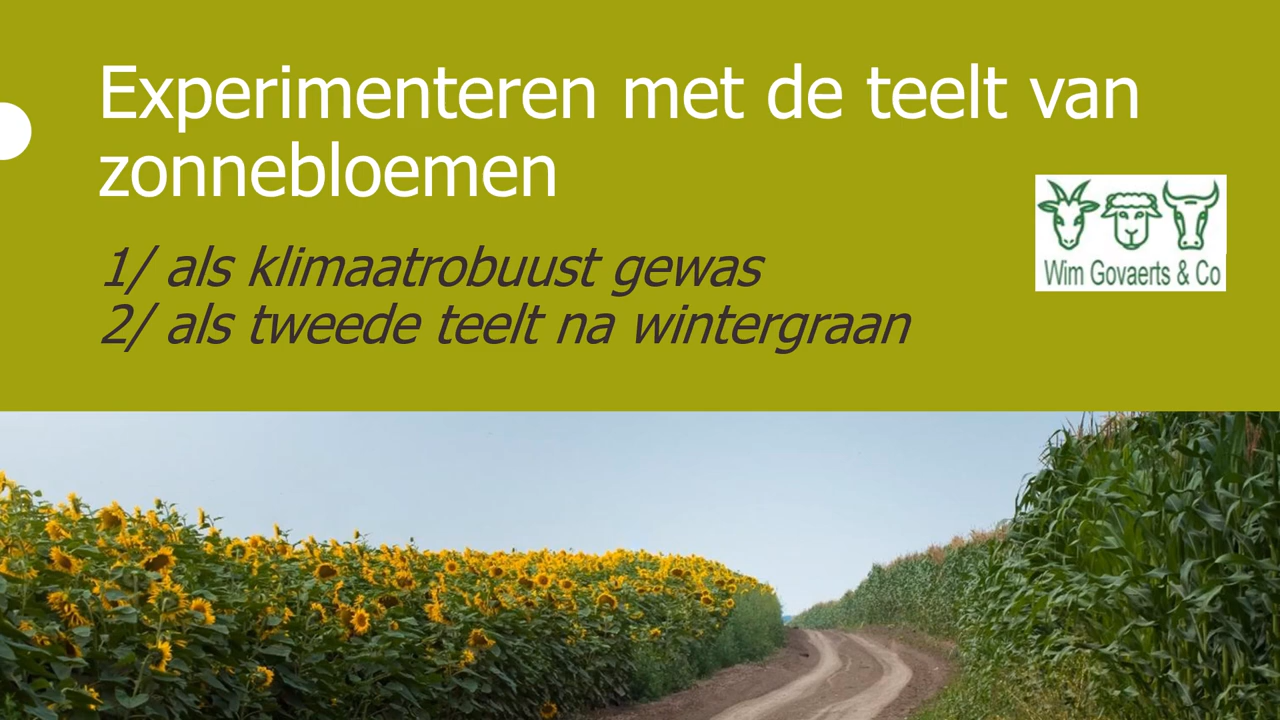 Experimenteren met de teelt van
zonnebloemen
1/ als klimaatrobuust gewas
2/ als tweede teelt na wintergraan
Wim Govaerts & Co